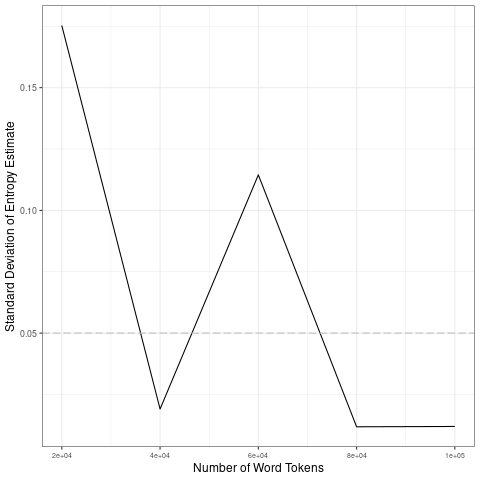 Standard Deviation of Entropy Estimate
0.15
0.10
0.05
2e+04 4e+04 6e+04 8e+04 1e+05
Number of Word Tokens